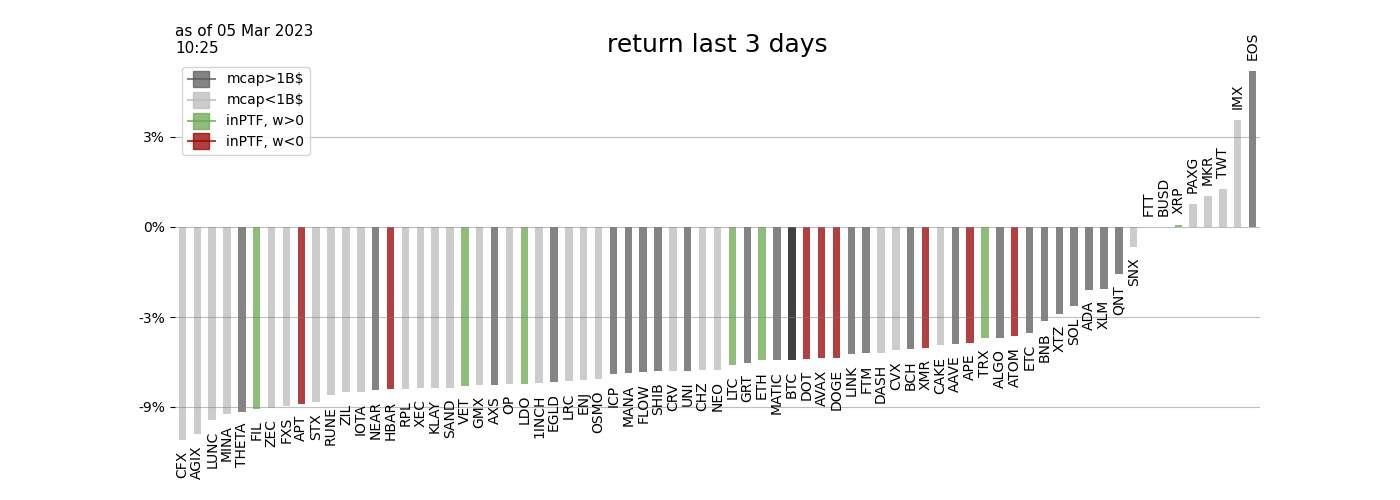 as of 05 Mar 2023
10:25
return last 3 days
mcap>1B$
mcap<1B$
inPTF, w>0
inPTF, w<0
3%
0%
-3%
-9%
CFX
AGIX
LUNC
MINA
THETA
FIL
ZEC
FXS
APT
STX
RUNE
ZIL
IOTA
NEAR
HBAR
RPL
XEC
KLAY
SAND
VET
GMX
AXS
OP
LDO
1INCH
EGLD
LRC
ENJ
OSMO
ICP
MANA
FLOW
SHIB
CRV
UNI
CHZ
NEO
LTC
GRT
ETH
MATIC
BTC
DOT
AVAX
DOGE
LINK
FTM
DASH
CVX
BCH
XMR
CAKE
AAVE
APE
TRX
ALGO
ATOM
ETC
BNB
XTZ
SOL
ADA
XLM
QNT
SNX
FTT
BUSD
XRP
PAXG
MKR
TWT
IMX
EOS